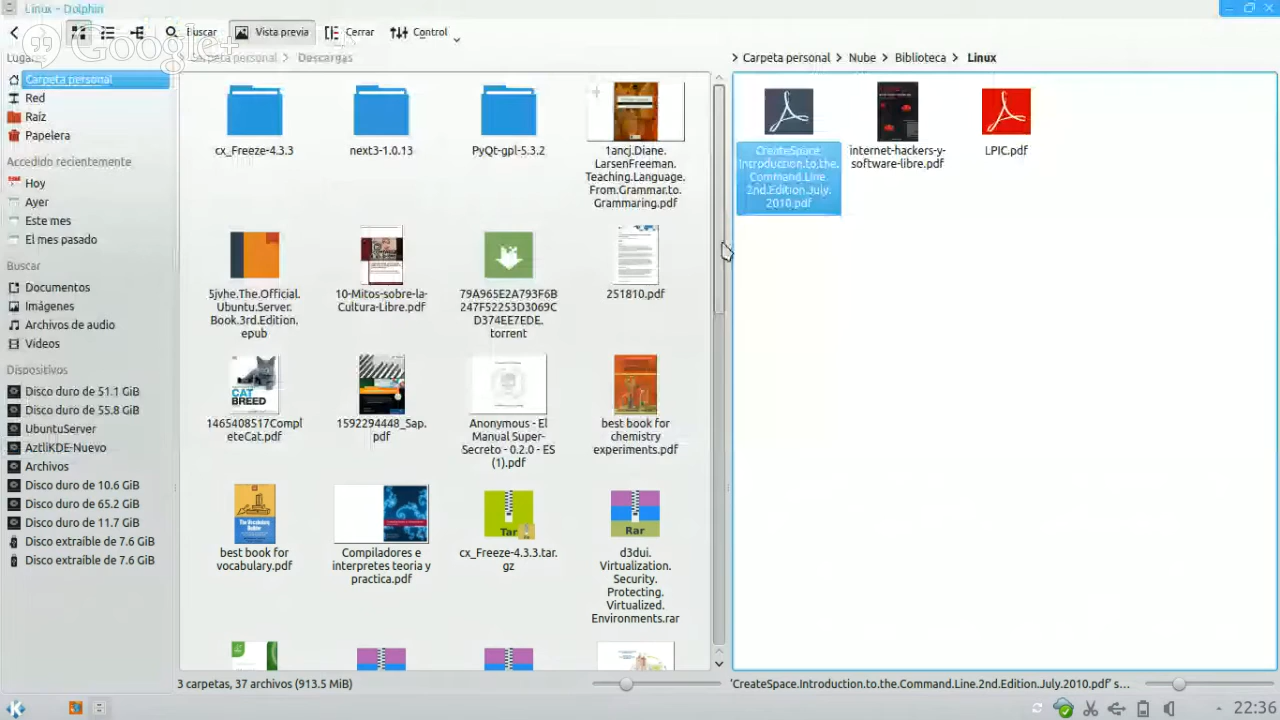 Linux - Dolphin
Google+
Buscar
Vista previa
Cerrar
Control
Lugares
Carpeta personal
Red
Raíz
Papelera
Accedido recientemente
Hoy
Ayer
Este mes
El mes pasado
Buscar
Documentos
Imágenes
Archivos de audio
Vídeos
Dispositivos
Disco duro de 51.1 GiB
Disco duro de 55.8 GiB
UbuntuServer
AztliKDE-Nuevo
Archivos
Disco duro de 10.6 GiB
Disco duro de 65.2 GiB
Disco duro de 11.7 GiB
Disco extraíble de 7.6 GiB
Disco extraíble de 7.6 GiB
Carpeta personal > Descargas
cx_Freeze-4.3.3
next3-1.0.13
PyQt-gpl-5.3.2
1ancj.Diane.
LarsenFreeman.
Teaching.Language.
From.Grammar.to.
Grammaring.pdf
5jvhe.The.Official.
Ubuntu.Server.
Book.3rd.Edition.
epub
10-Mitos-sobre-la-
Cultura-Libre.pdf
79A965E2A793F6B
247F52253D3069C
D374EE7EDE.
torrent
251810.pdf
CAT
BREED
1465408517Compl
eteCat.pdf
1592294448_Sap.
pdf
Anonymous - El
Manual Super-
Secreto - 0.2.0 - ES
(1).pdf
best book for
chemistry
experiments.pdf
best book for
vocabulary.pdf
Compiladores e
interpretes teoria y
practica.pdf
Tar
cx_Freeze-4.3.3.tar.
gz
Rar
d3dui.
Virtualization.
Security.
Protecting.
Virtualized.
Environments.rar
3 carpetas, 37 archivos (913.5 MiB)
> Carpeta personal > Nube > Biblioteca > Linux
CreateSpace.
Introduction.to.the.
Command.Line.
2nd.Edition.July.
2010.pdf
internet-hackers-y-
software-libre.pdf
LPIC.pdf
'CreateSpace.Introduction.to.the.Command.Line.2nd.Edition.July.2010.pdf' s...
22:36